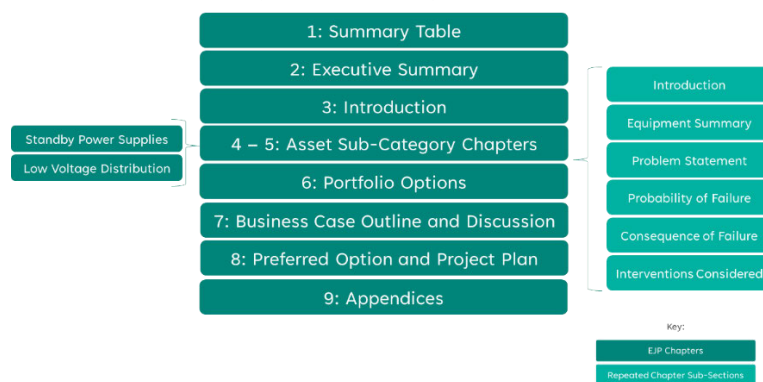 1: Summary Table
2: Executive Summary
3: Introduction
4 – 5: Asset Sub-Category Chapters
6: Portfolio Options
7: Business Case Outline and Discussion
8: Preferred Option and Project Plan
9: Appendices
Standby Power Supplies
Low Voltage Distribution
Introduction
Equipment Summary
Problem Statement
Probability of Failure
Consequence of Failure
Interventions Considered
Key:
EJP Chapters
Repeated Chapter Sub-Sections